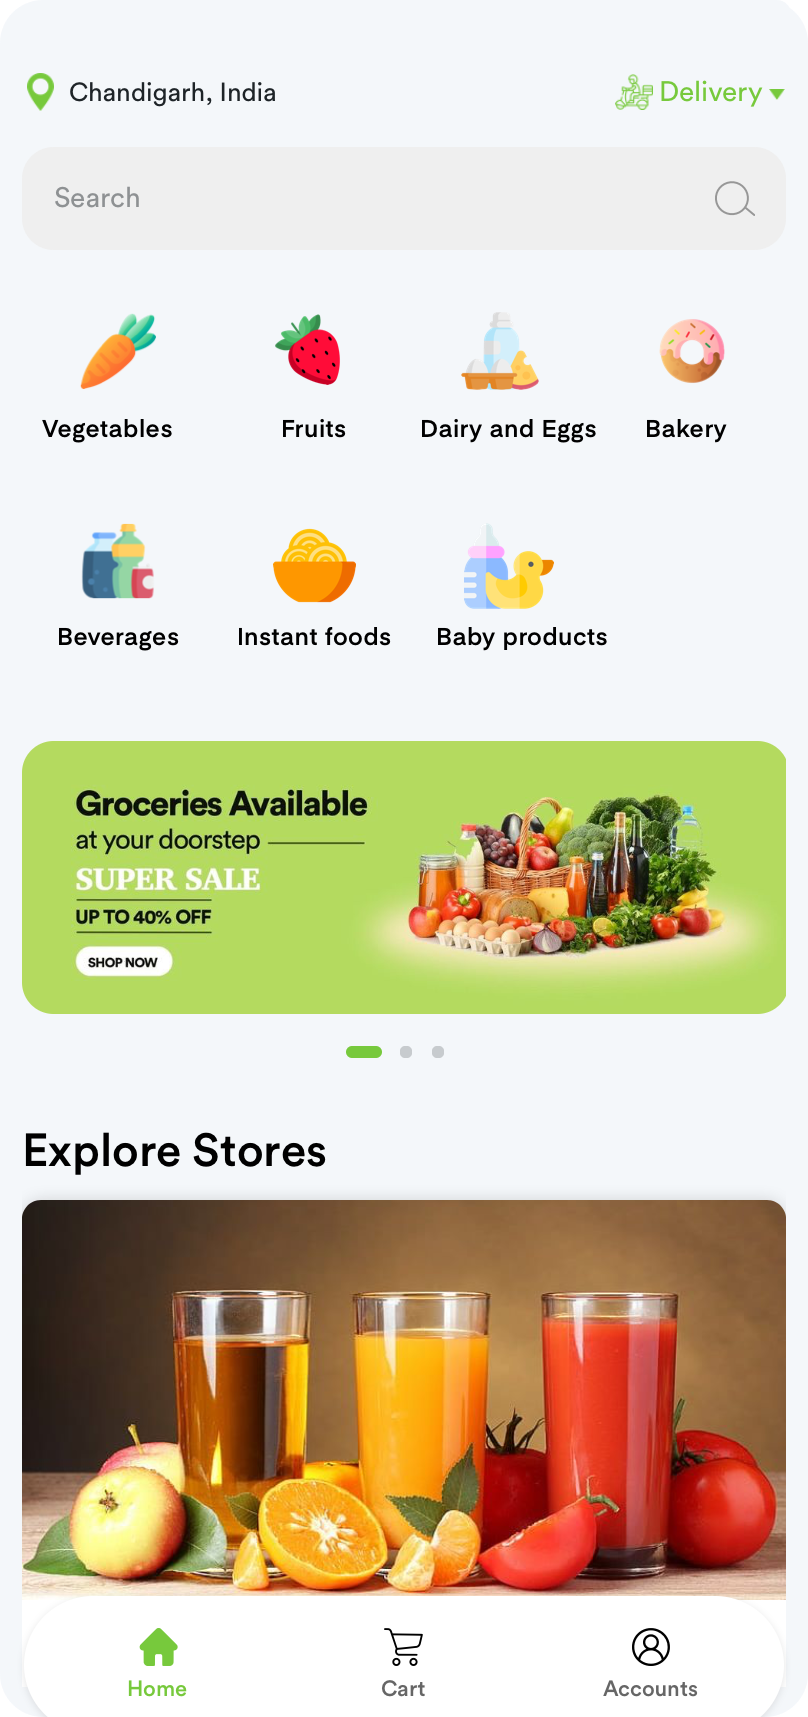 Chandigarh, India
Delivery
Search
Vegetables
Fruits
Dairy and Eggs
Bakery
Beverages
Instant foods
Baby products
Groceries Available
at your doorstep
SUPER SALE
UP TO 40% OFF
SHOP NOW
Explore Stores
Home
Cart
Accounts